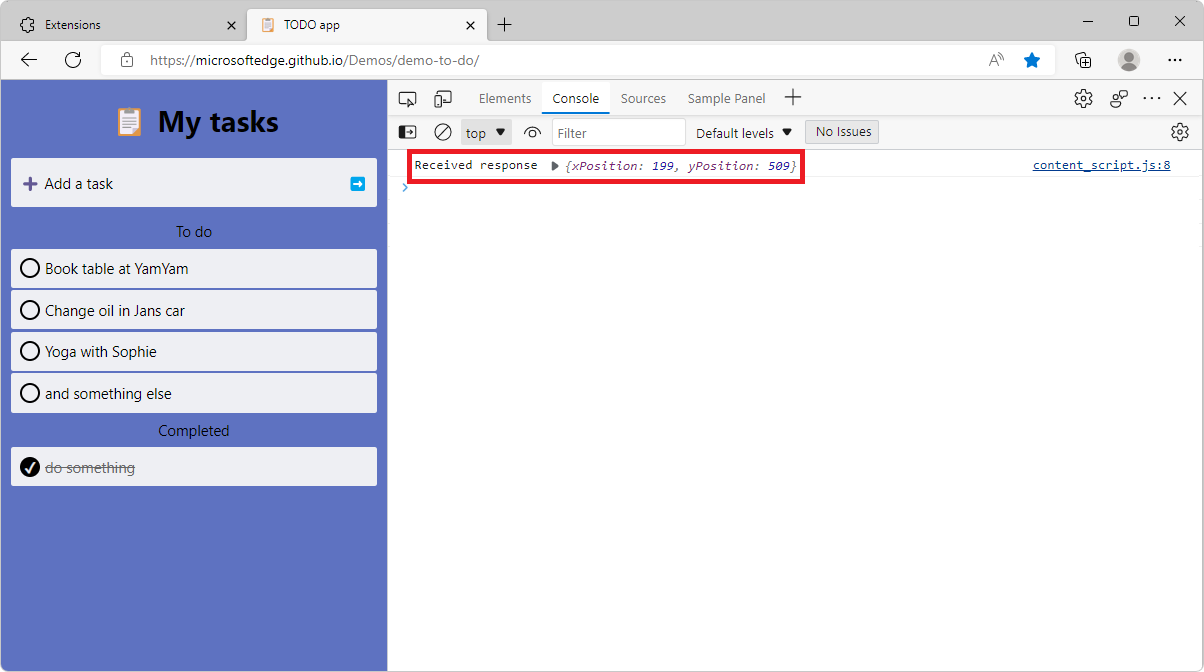 Extensions
TODO app
https://microsoftedge.github.io/Demos/demo-to-do/
My tasks
Add a task
To do
Book table at YamYam
Change oil in Jans car
Yoga with Sophie
and something else
Completed
do something
Elements Console Sources Sample Panel
top Filter Default levels No Issues
Received response {xPosition: 199, yPosition: 509} content_script.js:8